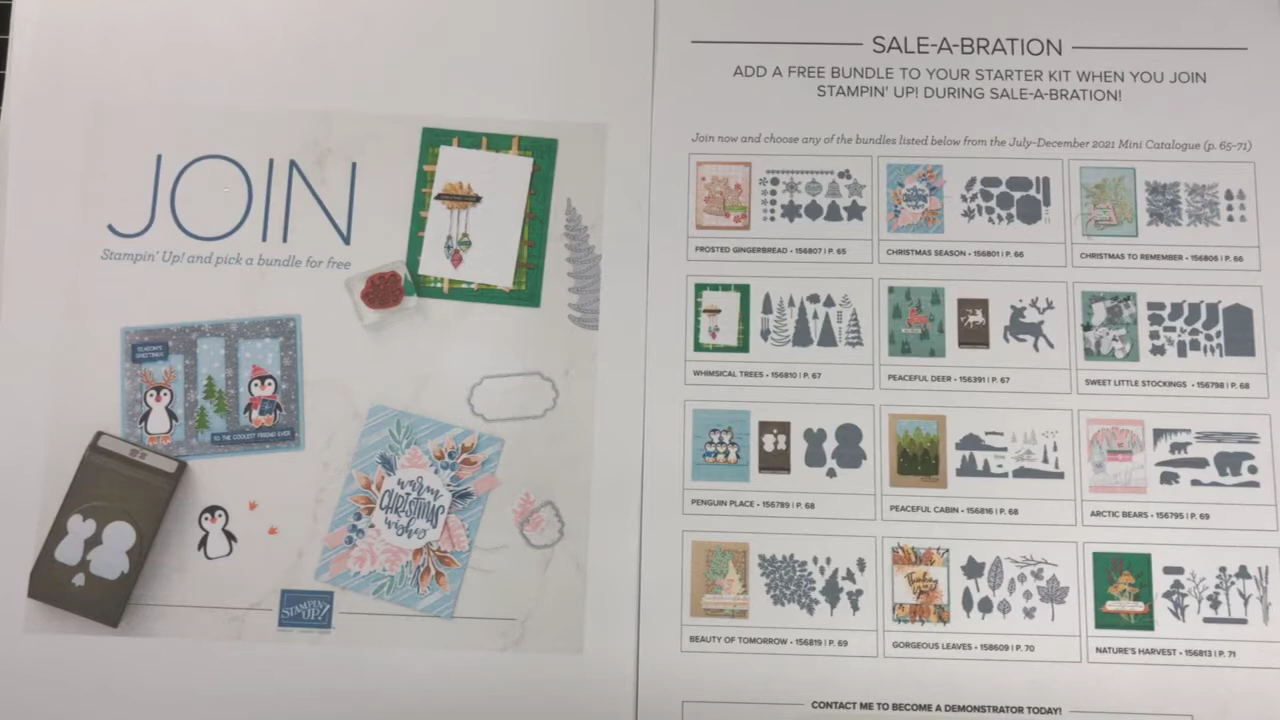 JOIN
Stampin' Up! and pick a bundle for free
SEASON'S
GREETINGS
TO THE COOLEST FRIEND EVER
warm
CHRISTMAS
wishes
STAMPIN'
UP!
SALE-A-BRATION
ADD A FREE BUNDLE TO YOUR STARTER KIT WHEN YOU JOIN
STAMPIN' UP! DURING SALE-A-BRATION!
Join now and choose any of the bundles listed below from the July–December 2021 Mini Catalogue (p. 65–71)
FROSTED GINGERBREAD • 156807 | P. 65
CHRISTMAS SEASON • 156801 | P. 66
CHRISTMAS TO REMEMBER • 156806 | P. 66
WHIMSICAL TREES • 156810 | P. 67
PEACEFUL DEER • 156391 | P. 67
SWEET LITTLE STOCKINGS • 156798 | P. 68
PENGUIN PLACE • 156789 | P. 68
PEACEFUL CABIN • 156816 | P. 68
ARCTIC BEARS • 156795 | P. 69
BEAUTY OF TOMORROW • 156819 | P. 69
Thinking
of you
GORGEOUS LEAVES • 158609 | P. 70
NATURE'S HARVEST • 156813 | P. 71
CONTACT ME TO BECOME A DEMONSTRATOR TODAY!